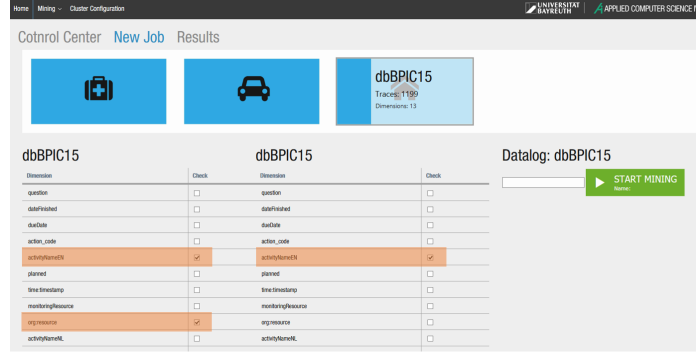 Home Mining Cluster Configuration
UNIVERSITÄT BAYREUTH APPLIED COMPUTER SCIENCE
Cotnrol Center New Job Results
dbBPIC15
Traces: 1199
Dimensions: 13
dbBPIC15 dbBPIC15 Datalog: dbBPIC15
Dimension Check Dimension Check
START MINING
Name:
question question
dateFinished dateFinished
dueDate dueDate
action_code action_code
activityNameEN activityNameEN
planned planned
time:timestamp time:timestamp
monitoringResource monitoringResource
org:resource org:resource
activityNameNL activityNameNL